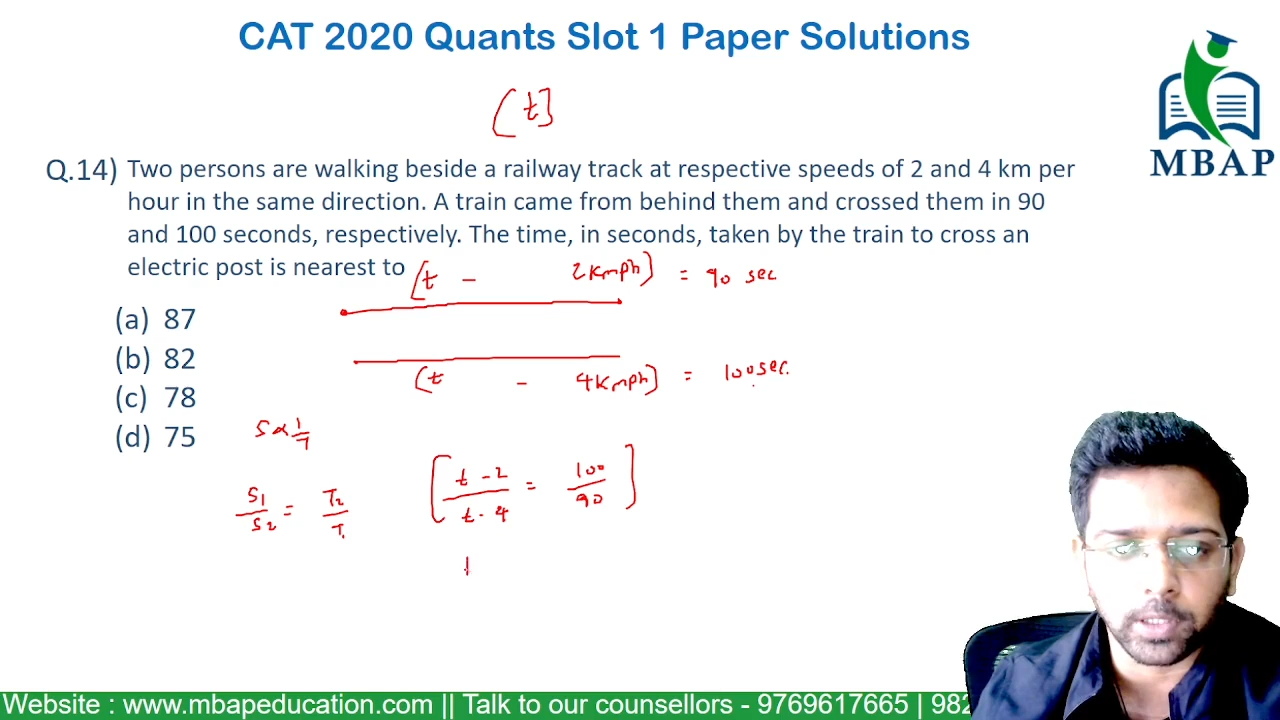 CAT 2020 Quants Slot 1 Paper Solutions
MBAP
[t]
Q.14) Two persons are walking beside a railway track at respective speeds of 2 and 4 km per
hour in the same direction. A train came from behind them and crossed them in 90
and 100 seconds, respectively. The time, in seconds, taken by the train to cross an
electric post is nearest to
[t - 2kmph] = 90 sec
(a) 87
(b) 82
[t - 4kmph] = 100sec.
(c) 78
(d) 75
S ∝ 1/T
S1/S2 = T2/T
[t - 2/t - 4 = 100/90]
Website : www.mbapeducation.com || Talk to our counsellors - 9769617665 | 982